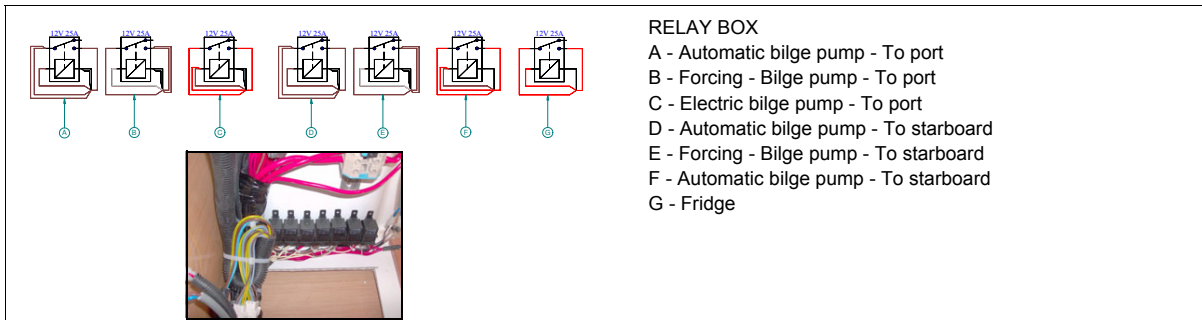 12V 25A 12V 25A 12V 25A 12V 25A 12V 25A 12V 25A 12V 25A
A B C D E F G
RELAY BOX
A - Automatic bilge pump - To port
B - Forcing - Bilge pump - To port
C - Electric bilge pump - To port
D - Automatic bilge pump - To starboard
E - Forcing - Bilge pump - To starboard
F - Automatic bilge pump - To starboard
G - Fridge